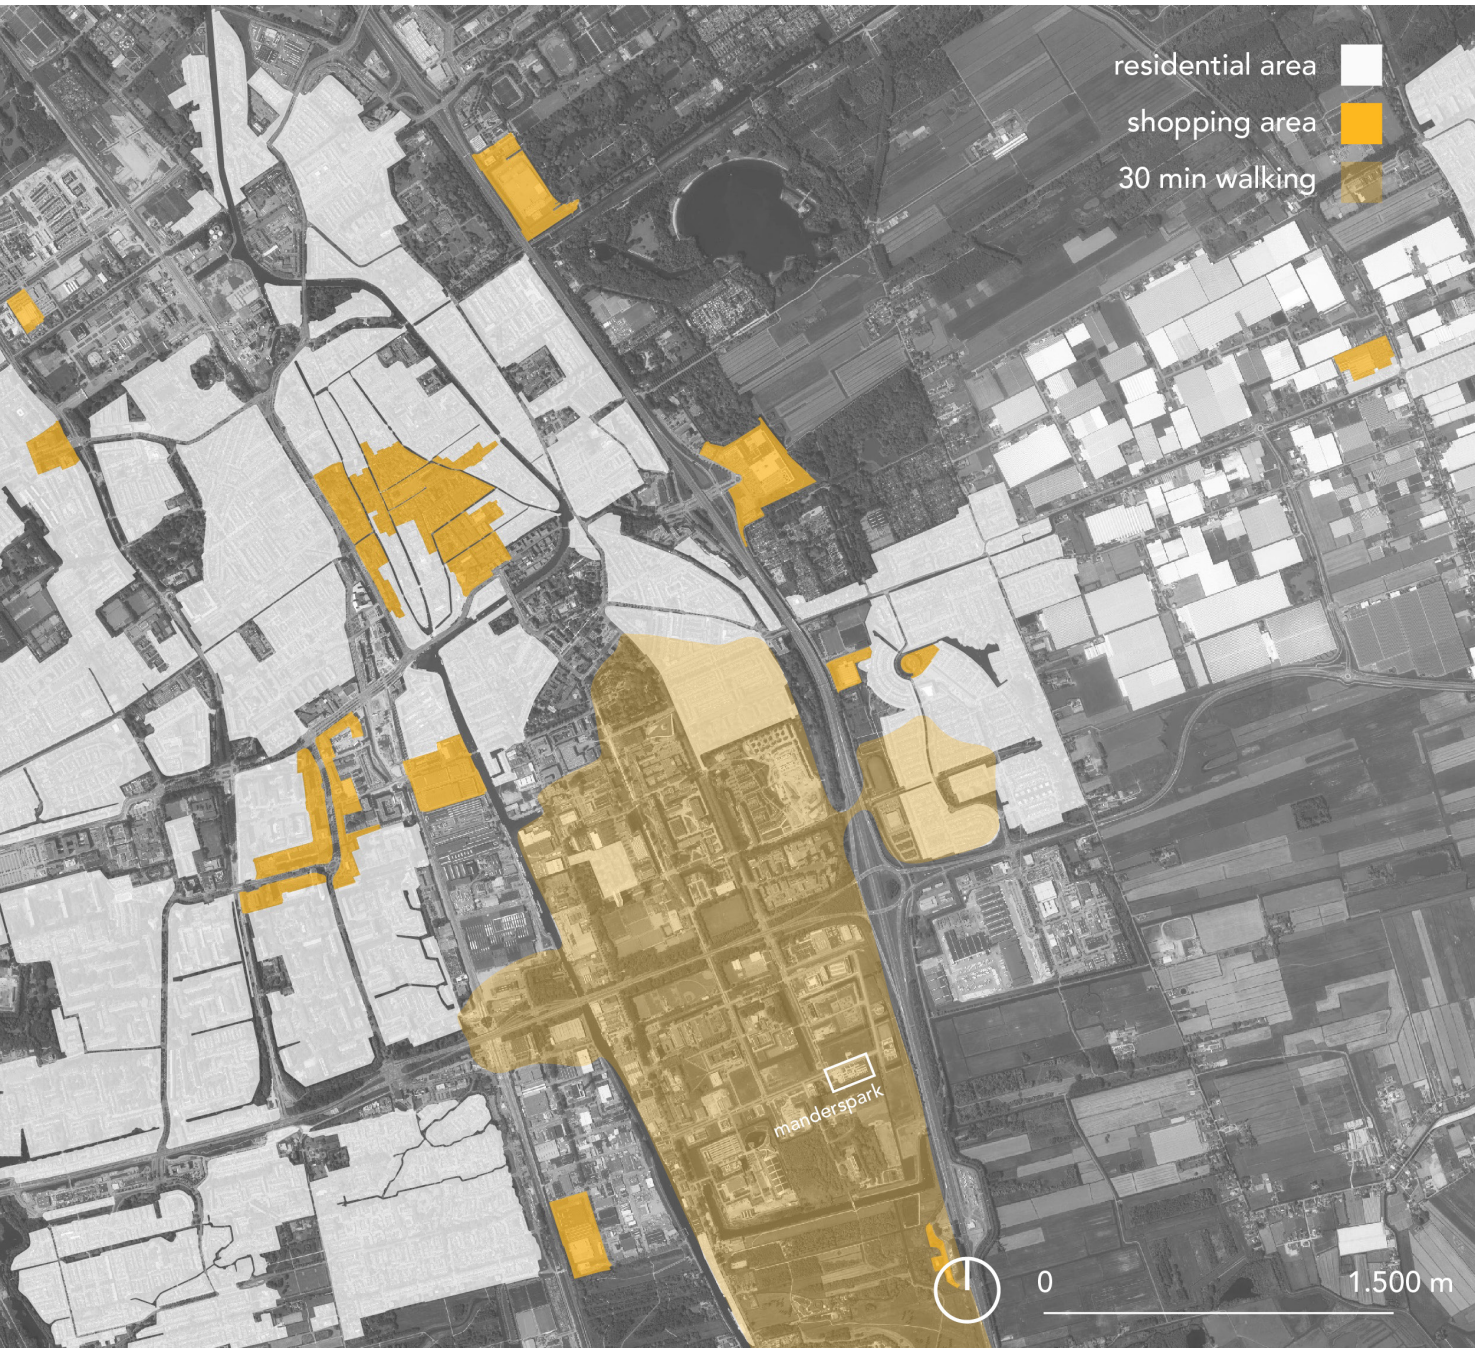 residential area
shopping area
30 min walking
manderspark
0 1.500 m